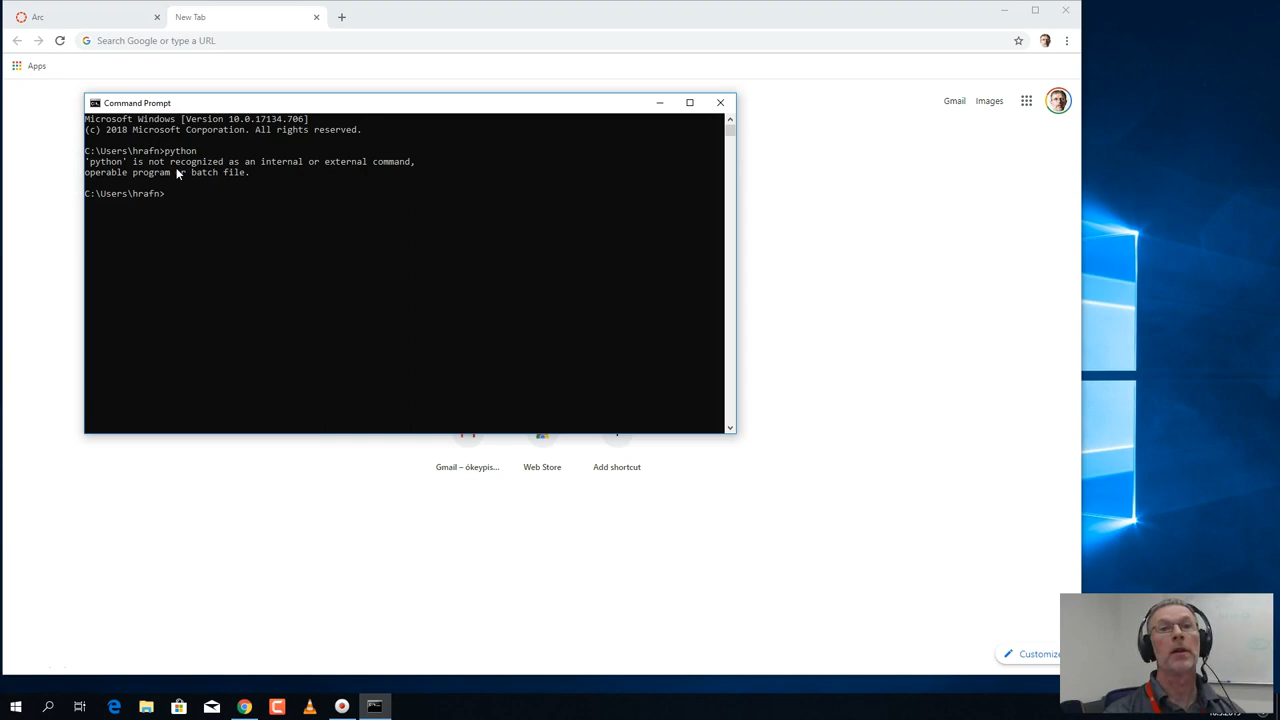 Arc
New Tab
Search Google or type a URL
Apps
Gmail
Images
Command Prompt
Microsoft Windows [Version 10.0.17134.706]
(c) 2018 Microsoft Corporation. All rights reserved.
C:\Users\hrafn>python
'python' is not recognized as an internal or external command,
operable program or batch file.
C:\Users\hrafn>
Gmail – ókeypis...
Web Store
Add shortcut
Customize